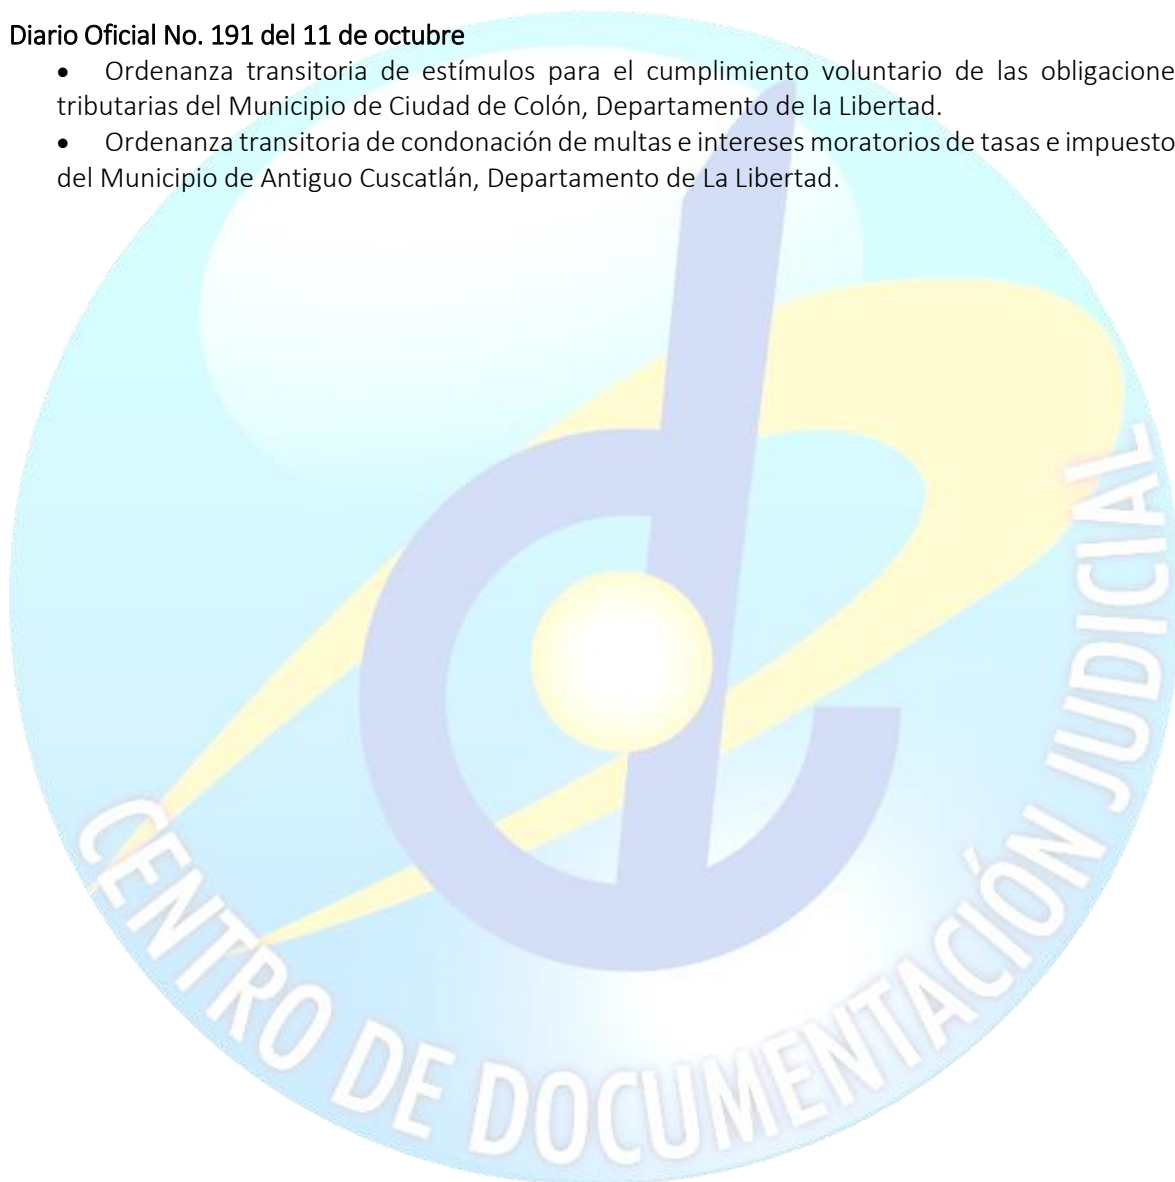 Diario Oficial No. 191 del 11 de octubre
• Ordenanza transitoria de estímulos para el cumplimiento voluntario de las obligacione
tributarias del Municipio de Ciudad de Colón, Departamento de la Libertad.
• Ordenanza transitoria de condonación de multas e intereses moratorios de tasas e impuesto
del Municipio de Antiguo Cuscatlán, Departamento de La Libertad.
CENTRO DE DOCUMENTACIÓN JUDICIAL